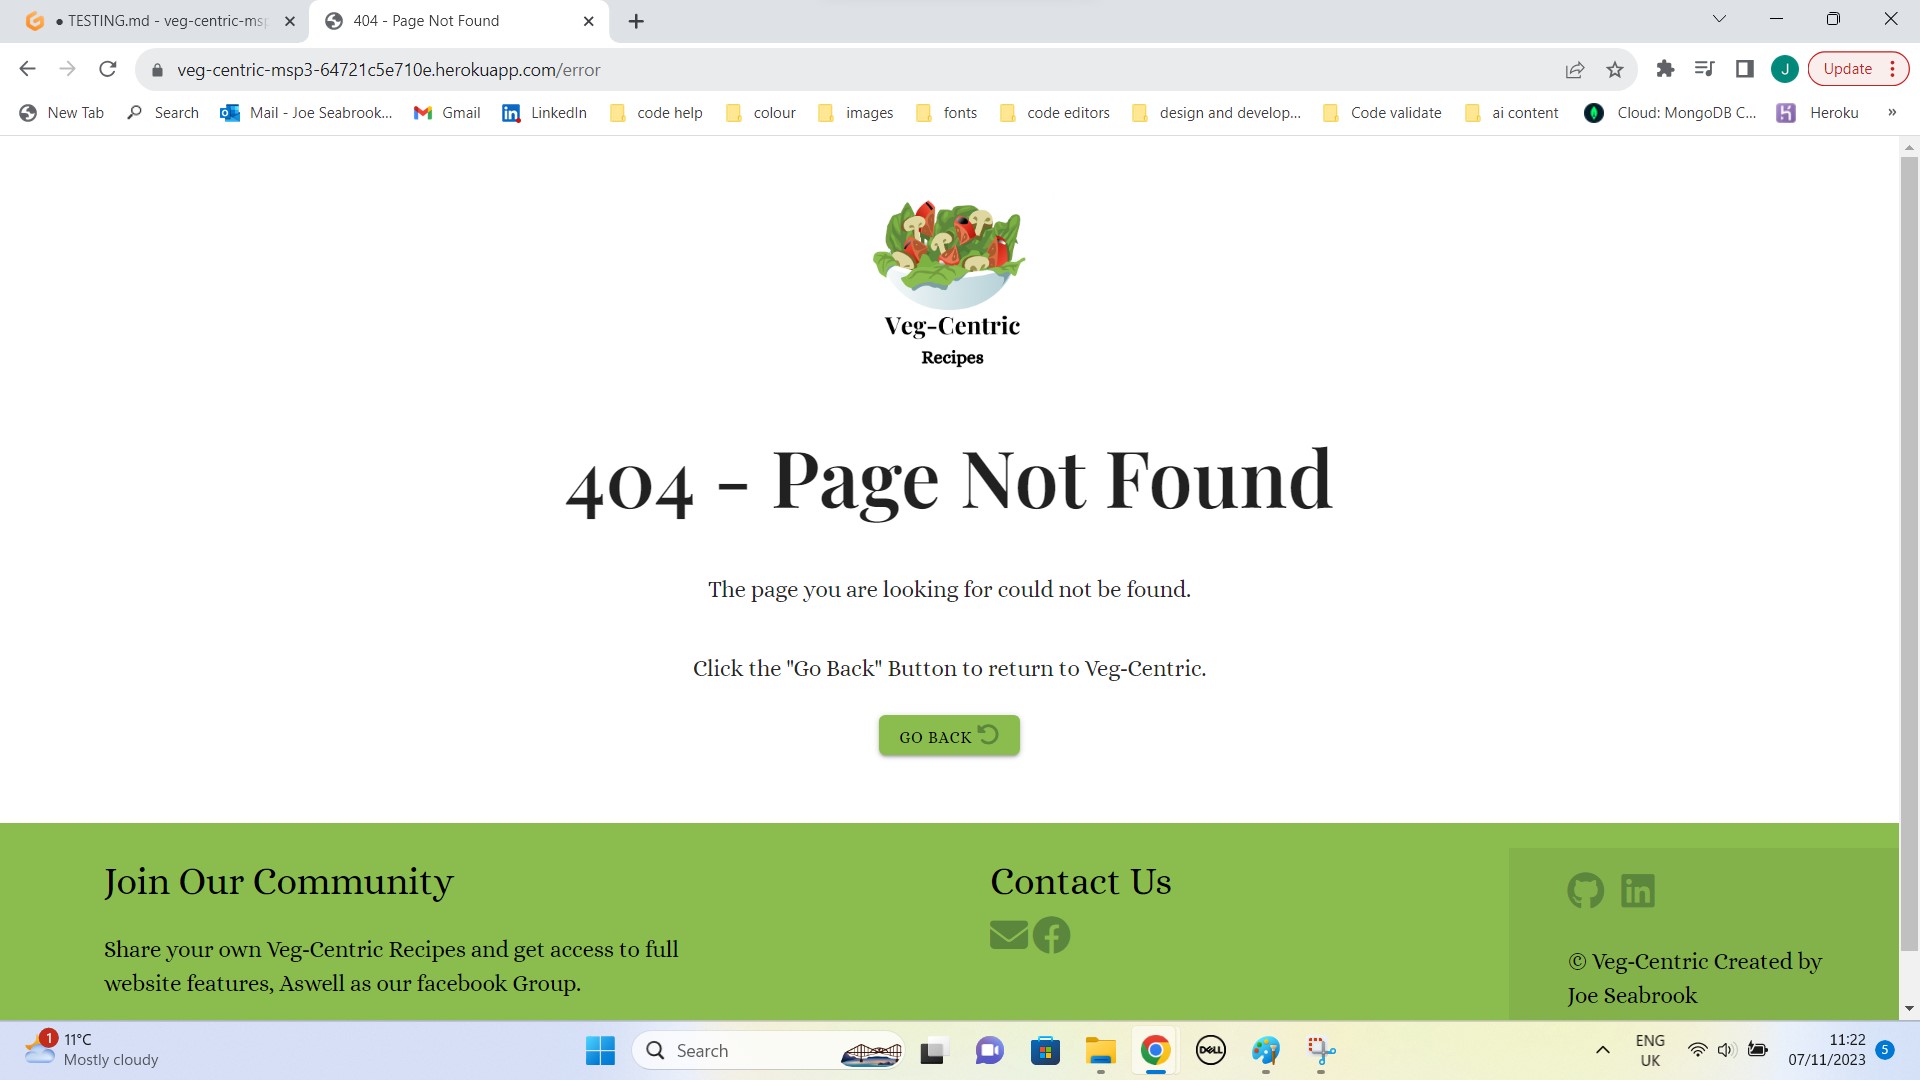 TESTING.md - veg-centric-msp
404 - Page Not Found
veg-centric-msp3-64721c5e710e.herokuapp.com/error
J
Update
New Tab
Search
Mail - Joe Seabrook...
Gmail
LinkedIn
code help
colour
images
fonts
code editors
design and develop...
Code validate
ai content
Cloud: MongoDB C...
Heroku
»
Veg-Centric
Recipes
404 - Page Not Found
The page you are looking for could not be found.
Click the "Go Back" Button to return to Veg-Centric.
GO BACK
Join Our Community
Share your own Veg-Centric Recipes and get access to full
website features, Aswell as our facebook Group.
Contact Us
© Veg-Centric Created by
Joe Seabrook
1
11°C
Mostly cloudy
Search
DELL
ENG
UK
11:22
07/11/2023
5